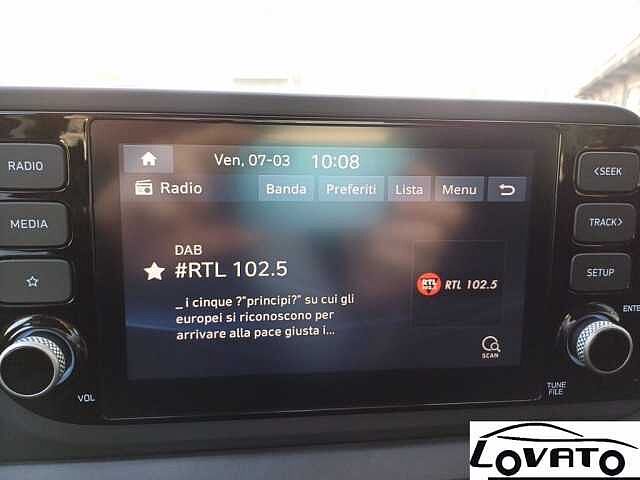 RADIO
MEDIA
VOL
Ven, 07-03 10:08
Radio Banda Preferiti Lista Menu
DAB
#RTL 102.5
_ i cinque ?"principi?" su cui gli
europei si riconoscono per
arrivare alla pace giusta i...
RTL 102.5
SCAN
<SEEK
TRACK>
SETUP
ENTE
TUNE
FILE
LOVATO